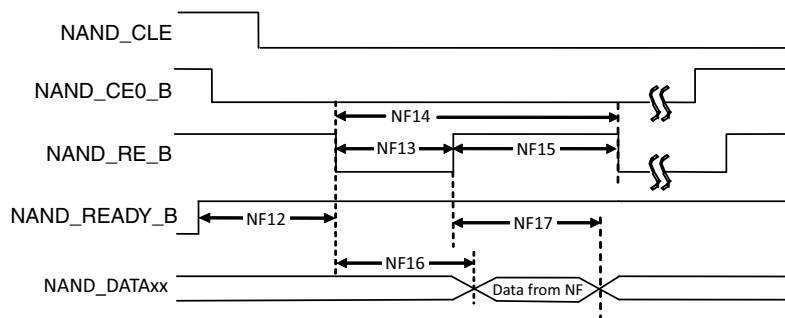 NAND_CLE
NAND_CE0_B
NF14
NAND_RE_B
NF13
NF15
NAND_READY_B
NF12
NF17
NF16
NAND_DATAxx
Data from NF